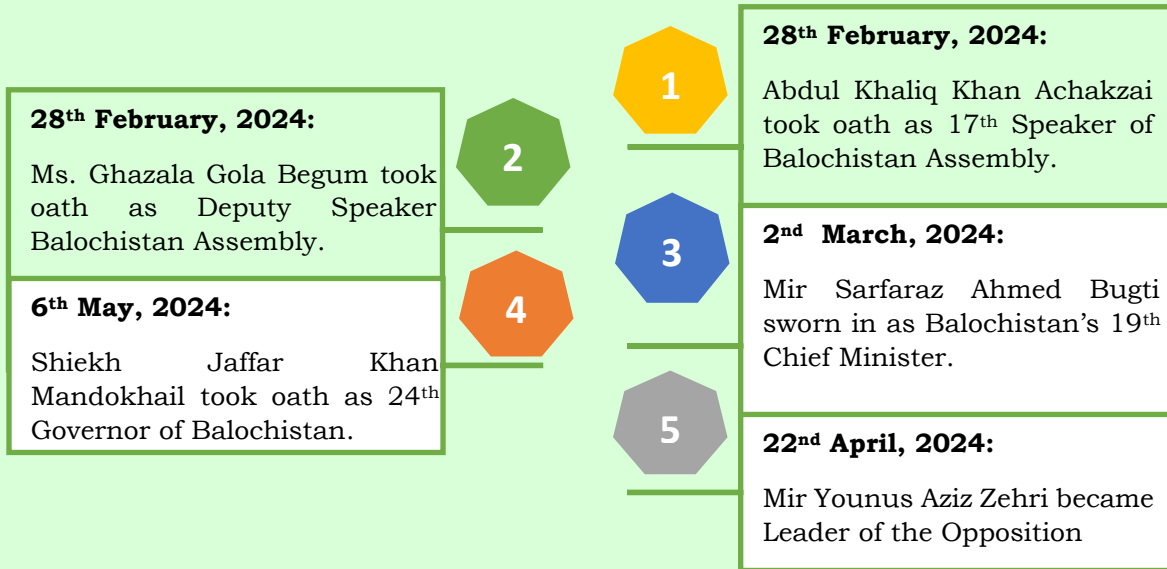 1
28th February, 2024:
Abdul Khaliq Khan Achakzai
took oath as 17th Speaker of
Balochistan Assembly.
2
28th February, 2024:
Ms. Ghazala Gola Begum took
oath as Deputy Speaker
Balochistan Assembly.
3
2nd March, 2024:
Mir Sarfaraz Ahmed Bugti
sworn in as Balochistan’s 19th
Chief Minister.
4
6th May, 2024:
Shiekh Jaffar Khan
Mandokhail took oath as 24th
Governor of Balochistan.
5
22nd April, 2024:
Mir Younus Aziz Zehri became
Leader of the Opposition